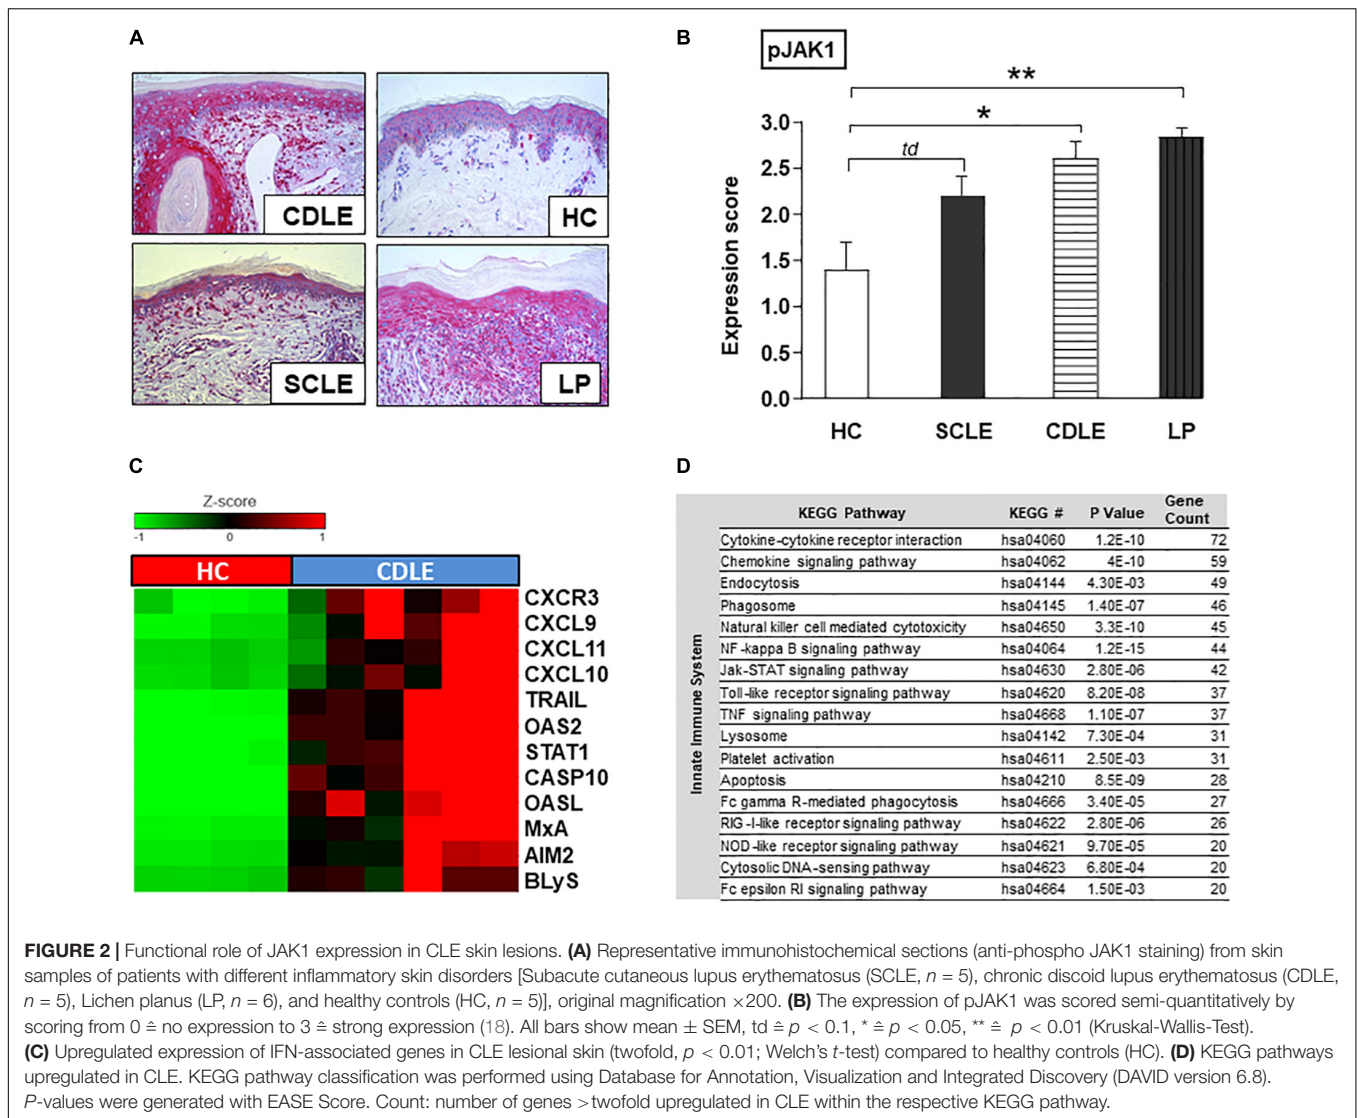 A
CDLE
HC
SCLE
LP
B
pJAK1
**
*
td
3.0
2.5
2.0
1.5
1.0
0.5
0.0
Expression score
HC SCLE CDLE LP
C
Z-score
-1 0 1
HC CDLE
CXCR3
CXCL9
CXCL11
CXCL10
TRAIL
OAS2
STAT1
CASP10
OASL
MxA
AIM2
BLyS
D
Innate Immune System
KEGG Pathway KEGG # P Value Gene Count
Cytokine-cytokine receptor interaction hsa04060 1.2E-10 72
Chemokine signaling pathway hsa04062 4E-10 59
Endocytosis hsa04144 4.30E-03 49
Phagosome hsa04145 1.40E-07 46
Natural killer cell mediated cytotoxicity hsa04650 3.3E-10 45
NF-kappa B signaling pathway hsa04064 1.2E-15 44
Jak-STAT signaling pathway hsa04630 2.80E-06 42
Toll-like receptor signaling pathway hsa04620 8.20E-08 37
TNF signaling pathway hsa04668 1.10E-07 37
Lysosome hsa04142 7.30E-04 31
Platelet activation hsa04611 2.50E-03 31
Apoptosis hsa04210 8.5E-09 28
Fc gamma R-mediated phagocytosis hsa04666 3.40E-05 27
RIG-I-like receptor signaling pathway hsa04622 2.80E-06 26
NOD-like receptor signaling pathway hsa04621 9.70E-05 20
Cytosolic DNA-sensing pathway hsa04623 6.80E-04 20
Fc epsilon RI signaling pathway hsa04664 1.50E-03 20
FIGURE 2 | Functional role of JAK1 expression in CLE skin lesions. (A) Representative immunohistochemical sections (anti-phospho JAK1 staining) from skin
samples of patients with different inflammatory skin disorders [Subacute cutaneous lupus erythematosus (SCLE, n = 5), chronic discoid lupus erythematosus (CDLE,
n = 5), Lichen planus (LP, n = 6), and healthy controls (HC, n = 5)], original magnification ×200. (B) The expression of pJAK1 was scored semi-quantitatively by
scoring from 0 ≙ no expression to 3 ≙ strong expression (18). All bars show mean ± SEM, td ≙ p < 0.1, * ≙ p < 0.05, ** ≙ p < 0.01 (Kruskal-Wallis-Test).
(C) Upregulated expression of IFN-associated genes in CLE lesional skin (twofold, p < 0.01; Welch's t-test) compared to healthy controls (HC). (D) KEGG pathways
upregulated in CLE. KEGG pathway classification was performed using Database for Annotation, Visualization and Integrated Discovery (DAVID version 6.8).
P-values were generated with EASE Score. Count: number of genes >twofold upregulated in CLE within the respective KEGG pathway.